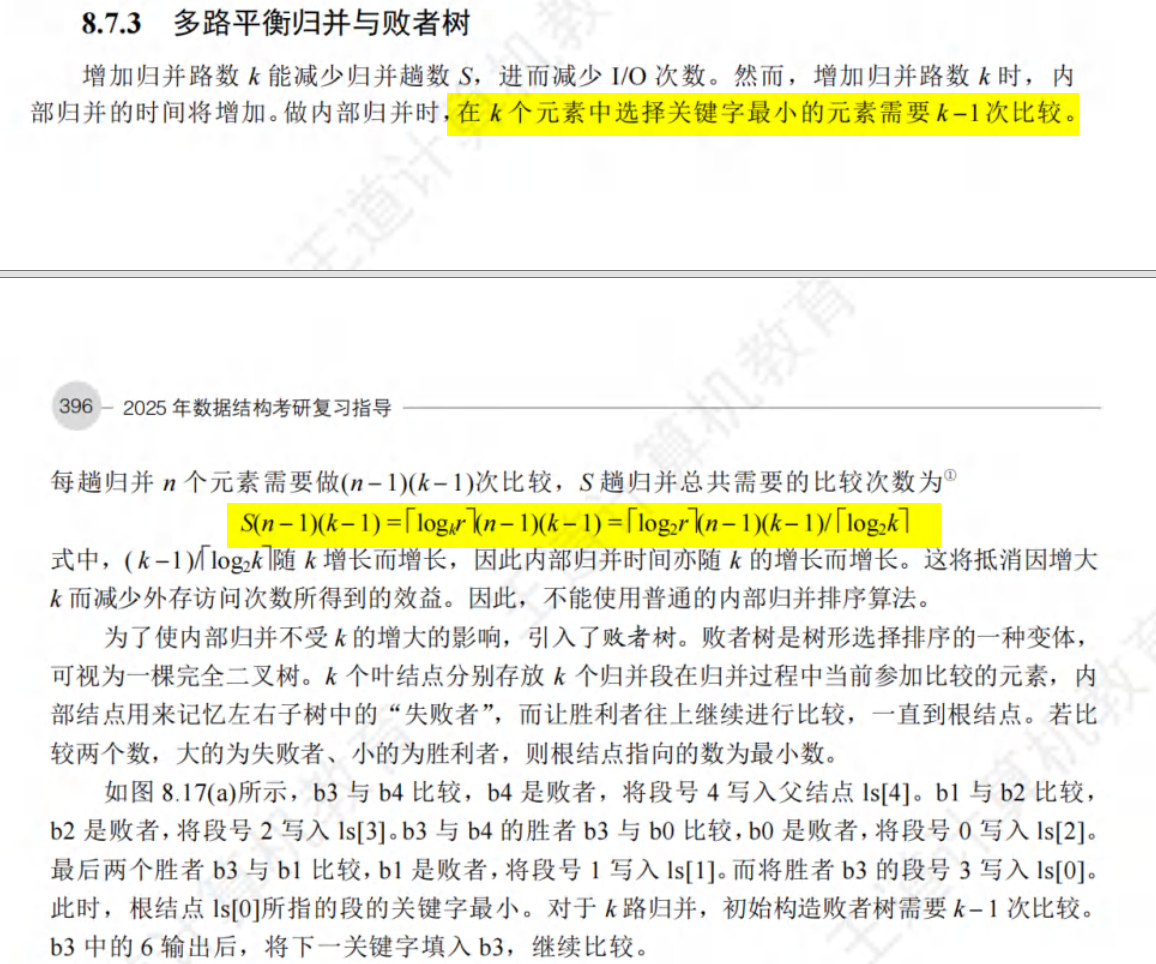 8.7.3 多路平衡归并与败者树
增加归并路数 k 能减少归并趟数 S，进而减少 I/O 次数。然而，增加归并路数 k 时，内
部归并的时间将增加。做内部归并时，在 k 个元素中选择关键字最小的元素需要 k−1 次比较。
396 2025 年数据结构考研复习指导
每趟归并 n 个元素需要做(n−1)(k−1)次比较，S 趟归并总共需要的比较次数为①
S(n−1)(k−1) =⌈logₖr⌉(n−1)(k−1) =⌈log₂r⌉(n−1)(k−1)/⌈log₂k⌉
式中，(k−1)/⌈log₂k⌉随 k 增长而增长，因此内部归并时间亦随 k 的增长而增长。这将抵消因增大
k 而减少外存访问次数所得到的效益。因此，不能使用普通的内部归并排序算法。
为了使内部归并不受 k 的增大的影响，引入了败者树。败者树是树形选择排序的一种变体，
可视为一棵完全二叉树。k 个叶结点分别存放 k 个归并段在归并过程中当前参加比较的元素，内
部结点用来记忆左右子树中的“失败者”，而让胜利者往上继续进行比较，一直到根结点。若比
较两个数，大的为失败者、小的为胜利者，则根结点指向的数为最小数。
如图 8.17(a)所示，b3 与 b4 比较，b4 是败者，将段号 4 写入父结点 ls[4]。b1 与 b2 比较，
b2 是败者，将段号 2 写入 ls[3]。b3 与 b4 的胜者 b3 与 b0 比较，b0 是败者，将段号 0 写入 ls[2]。
最后两个胜者 b3 与 b1 比较，b1 是败者，将段号 1 写入 ls[1]。而将胜者 b3 的段号 3 写入 ls[0]。
此时，根结点 ls[0]所指的段的关键字最小。对于 k 路归并，初始构造败者树需要 k−1 次比较。
b3 中的 6 输出后，将下一关键字填入 b3，继续比较。
王道计算机教育